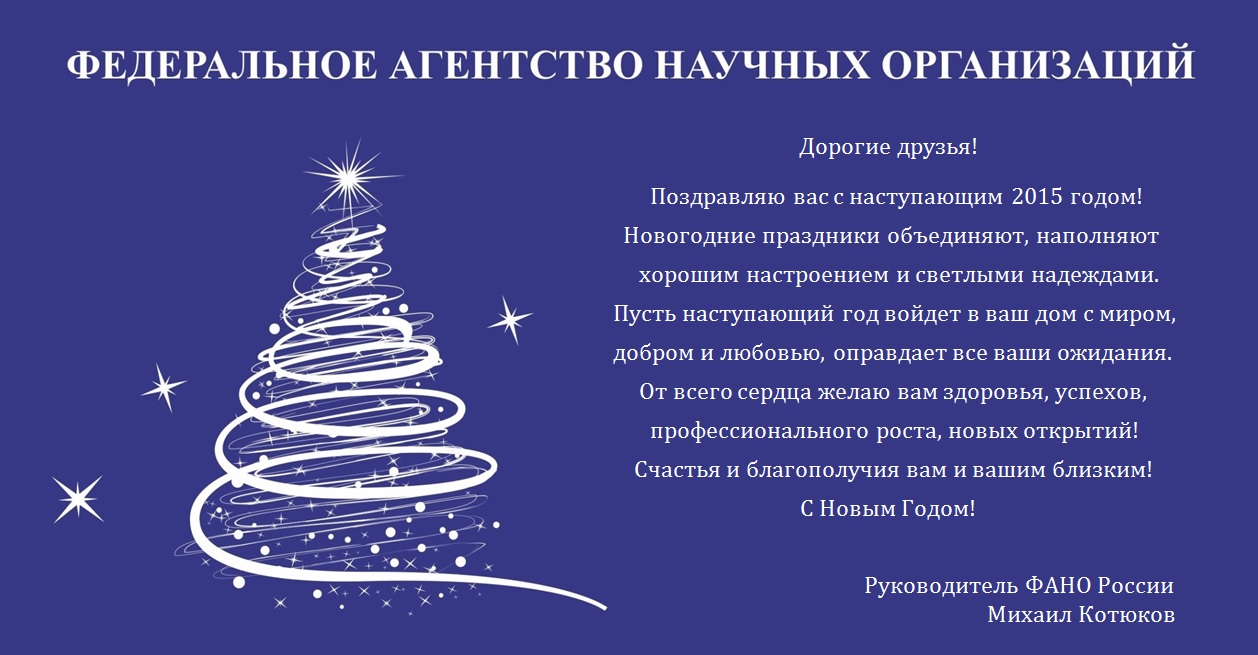 ФЕДЕРАЛЬНОЕ АГЕНТСТВО НАУЧНЫХ ОРГАНИЗАЦИЙ
Дорогие друзья!
Поздравляю вас с наступающим 2015 годом!
Новогодние праздники объединяют, наполняют
хорошим настроением и светлыми надеждами.
Пусть наступающий год войдет в ваш дом с миром,
добром и любовью, оправдает все ваши ожидания.
От всего сердца желаю вам здоровья, успехов,
профессионального роста, новых открытий!
Счастья и благополучия вам и вашим близким!
С Новым Годом!
Руководитель ФАНО России
Михаил Котюков